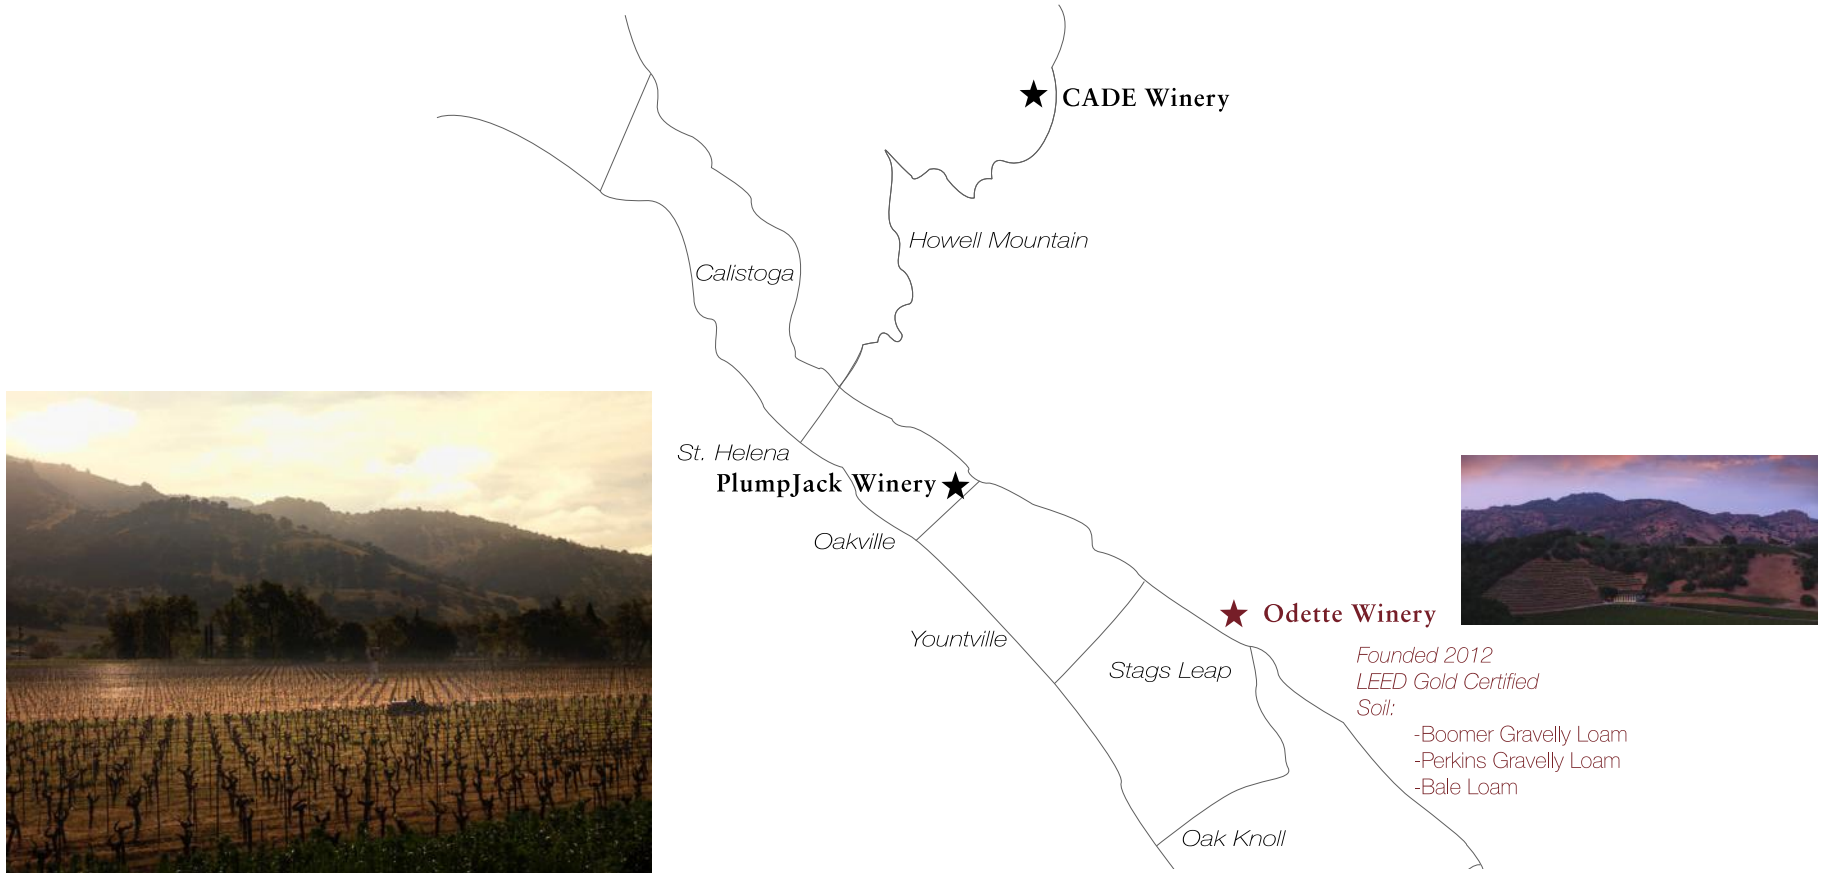 CADE Winery
Howell Mountain
Calistoga
St. Helena
PlumpJack Winery
Oakville
Odette Winery
Yountville
Founded 2012
Stags Leap
LEED Gold Certified
Soil:
-Boomer Gravelly Loam
-Perkins Gravelly Loam
-Bale Loam
Oak Knoll